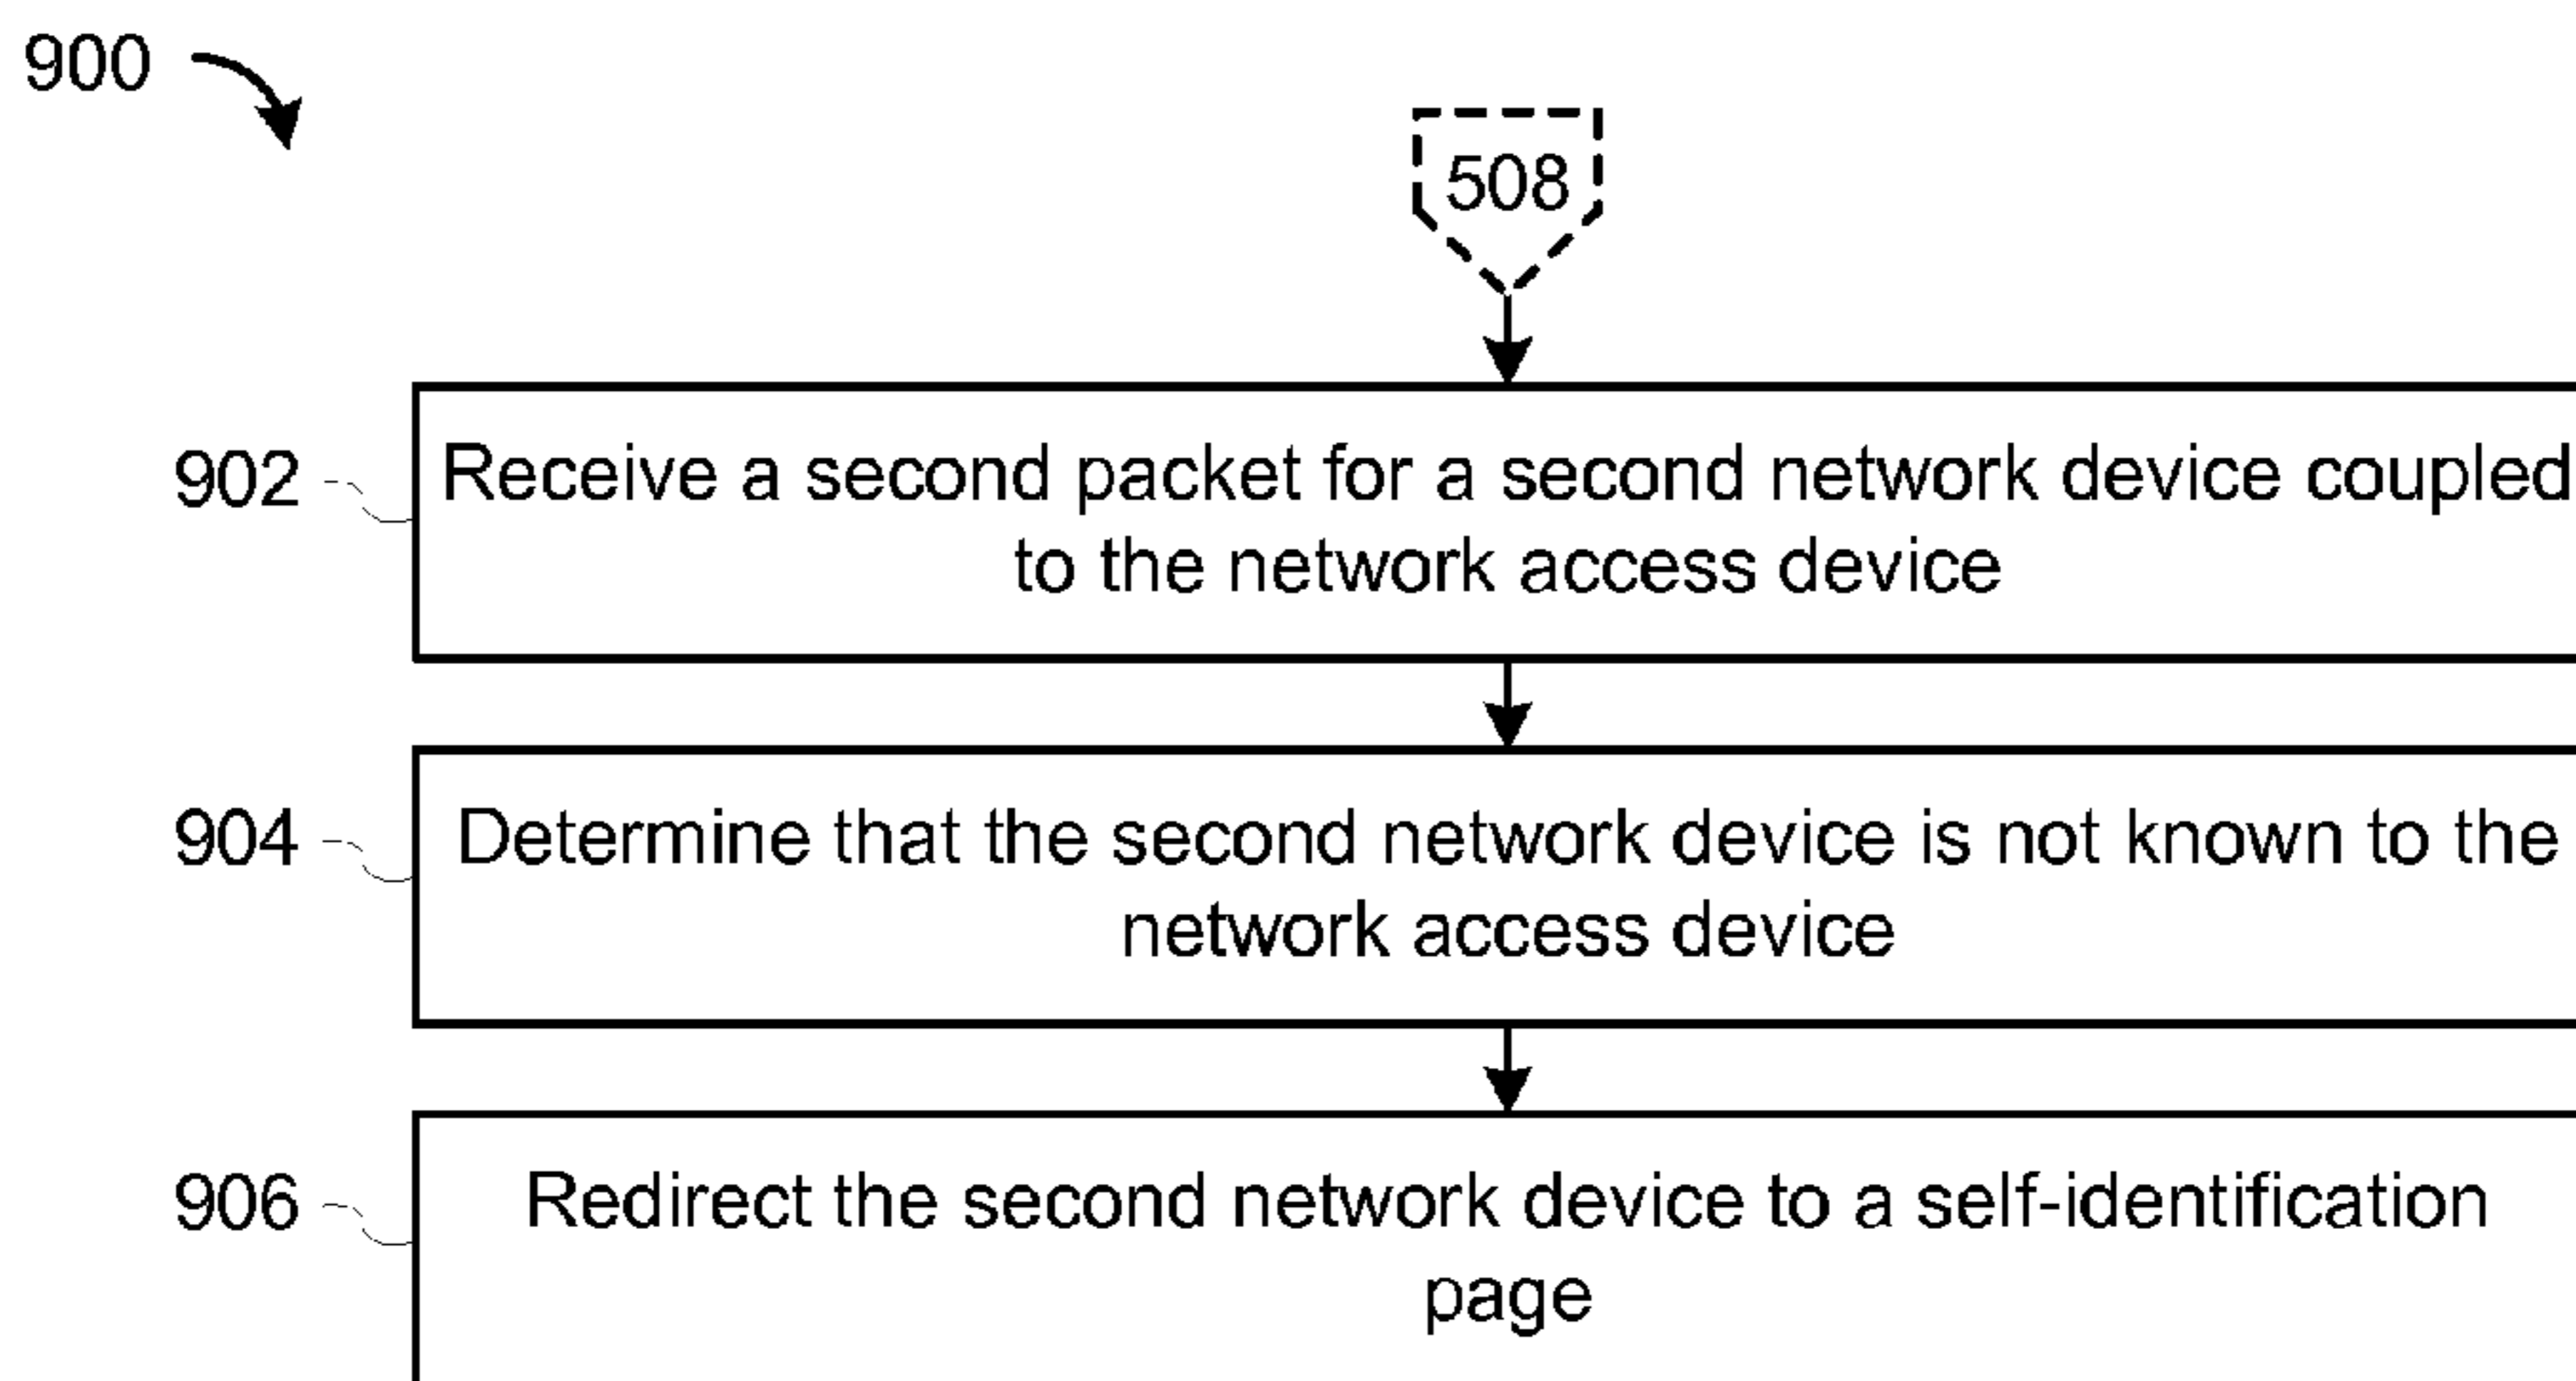 900
508
902
Receive a second packet for a second network device coupled
to the network access device
904
Determine that the second network device is not known to the
network access device
906
Redirect the second network device to a self-identification
page